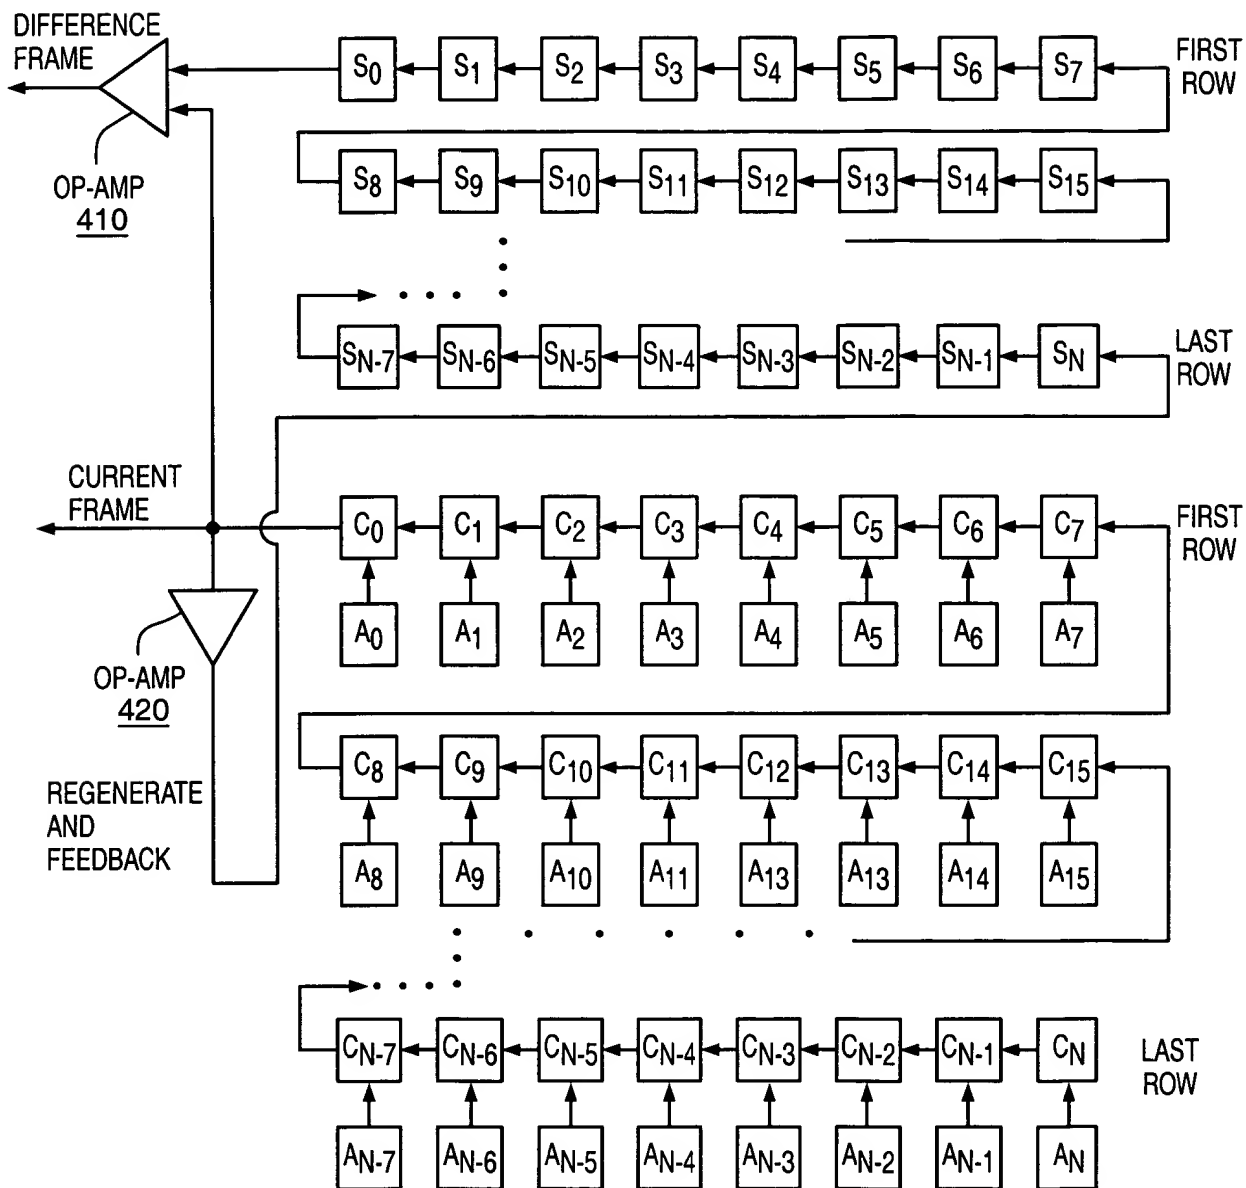 DIFFERENCE
FRAME
S0 S1 S2 S3 S4 S5 S6 S7
FIRST
ROW
OP-AMP
410
S8 S9 S10 S11 S12 S13 S14 S15
SN-7 SN-6 SN-5 SN-4 SN-3 SN-2 SN-1 SN
LAST
ROW
CURRENT
FRAME
C0 C1 C2 C3 C4 C5 C6 C7
FIRST
ROW
A0 A1 A2 A3 A4 A5 A6 A7
OP-AMP
420
C8 C9 C10 C11 C12 C13 C14 C15
REGENERATE
AND
FEEDBACK
A8 A9 A10 A11 A13 A13 A14 A15
CN-7 CN-6 CN-5 CN-4 CN-3 CN-2 CN-1 CN
LAST
ROW
AN-7 AN-6 AN-5 AN-4 AN-3 AN-2 AN-1 AN